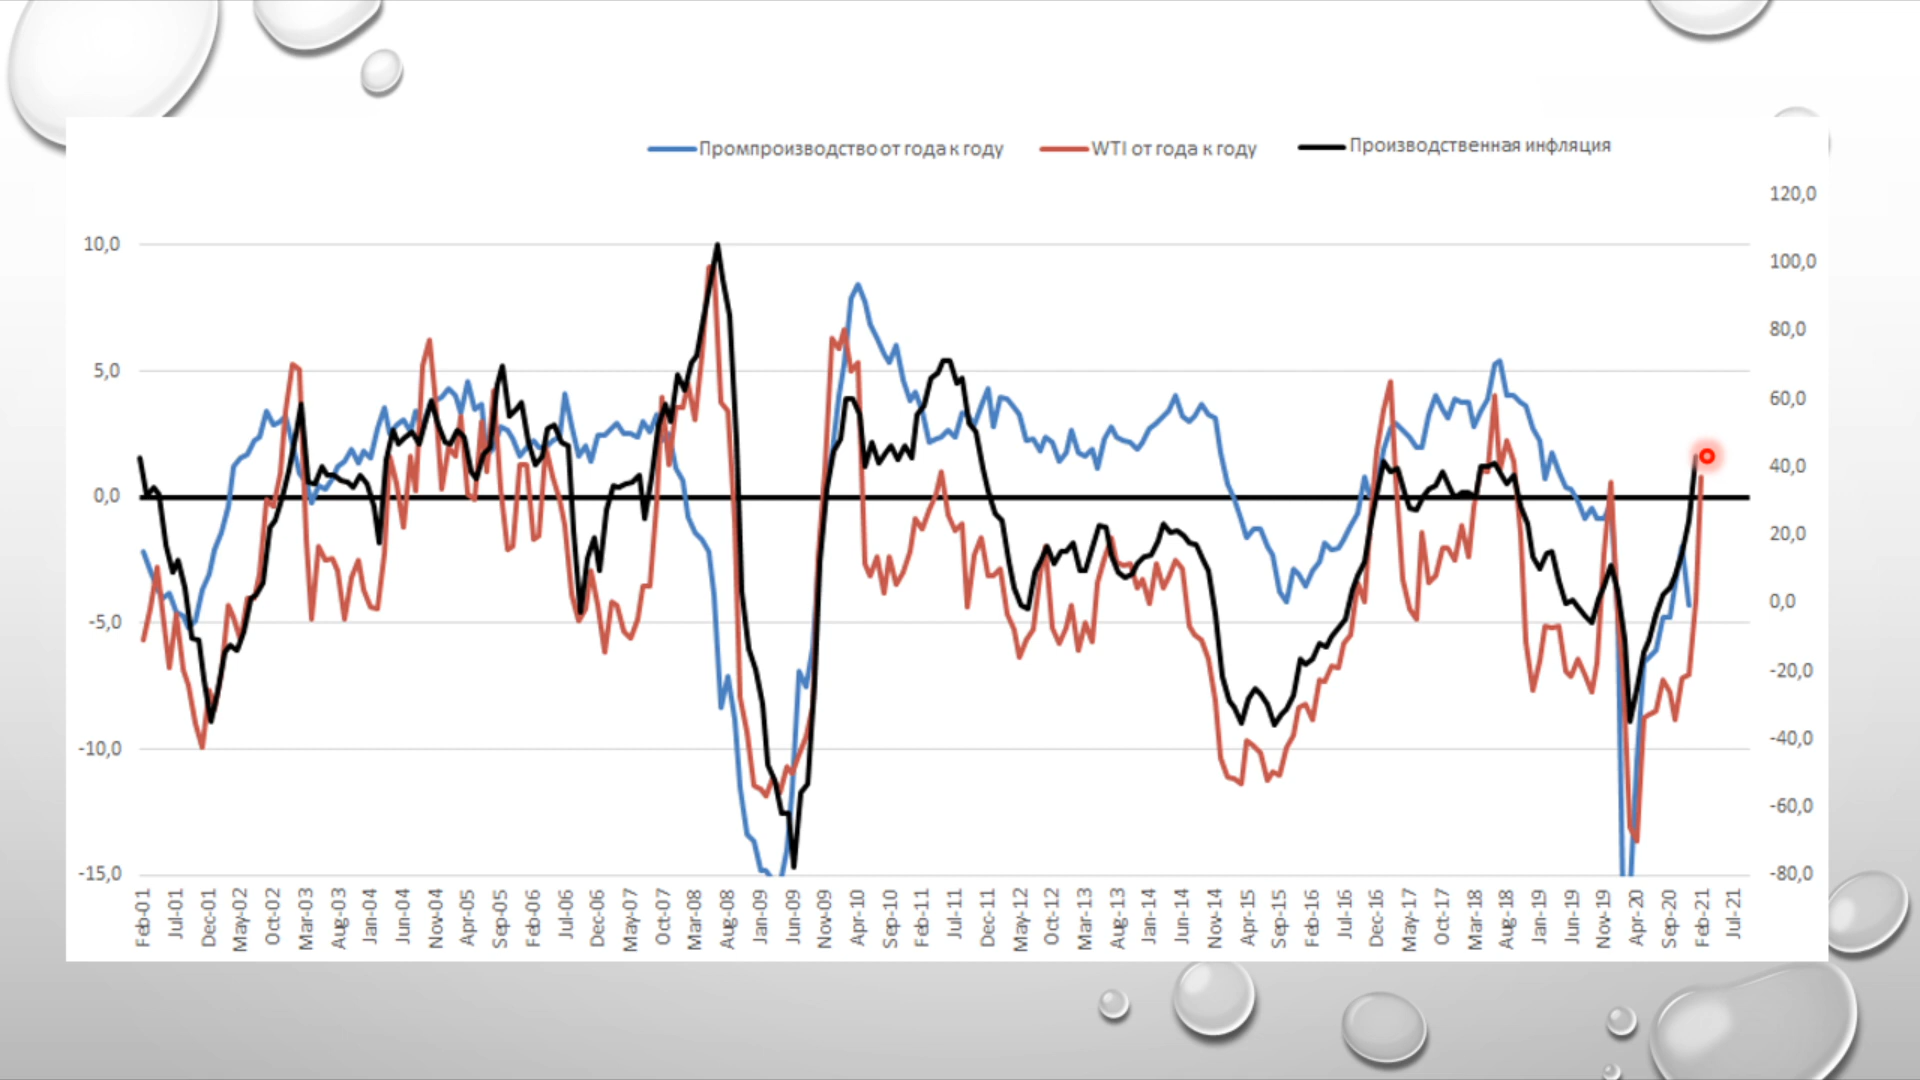 Промпроизводство от года к году
WTI от года к году
Производственная инфляция
120,0
10,0
100,0
80,0
5,0
60,0
40,0
0,0
20,0
-5,0
0,0
-20,0
-10,0
-40,0
-60,0
-15,0
-80,0
Feb-01
Jul-01
Dec-01
May-02
Oct-02
Mar-03
Aug-03
Jan-04
Jun-04
Nov-04
Apr-05
Sep-05
Feb-06
Jul-06
Dec-06
May-07
Oct-07
Mar-08
Aug-08
Jan-09
Jun-09
Nov-09
Apr-10
Sep-10
Feb-11
Jul-11
Dec-11
May-12
Oct-12
Mar-13
Aug-13
Jan-14
Jun-14
Nov-14
Apr-15
Sep-15
Feb-16
Jul-16
Dec-16
May-17
Oct-17
Mar-18
Aug-18
Jan-19
Jun-19
Nov-19
Apr-20
Sep-20
Feb-21
Jul-21